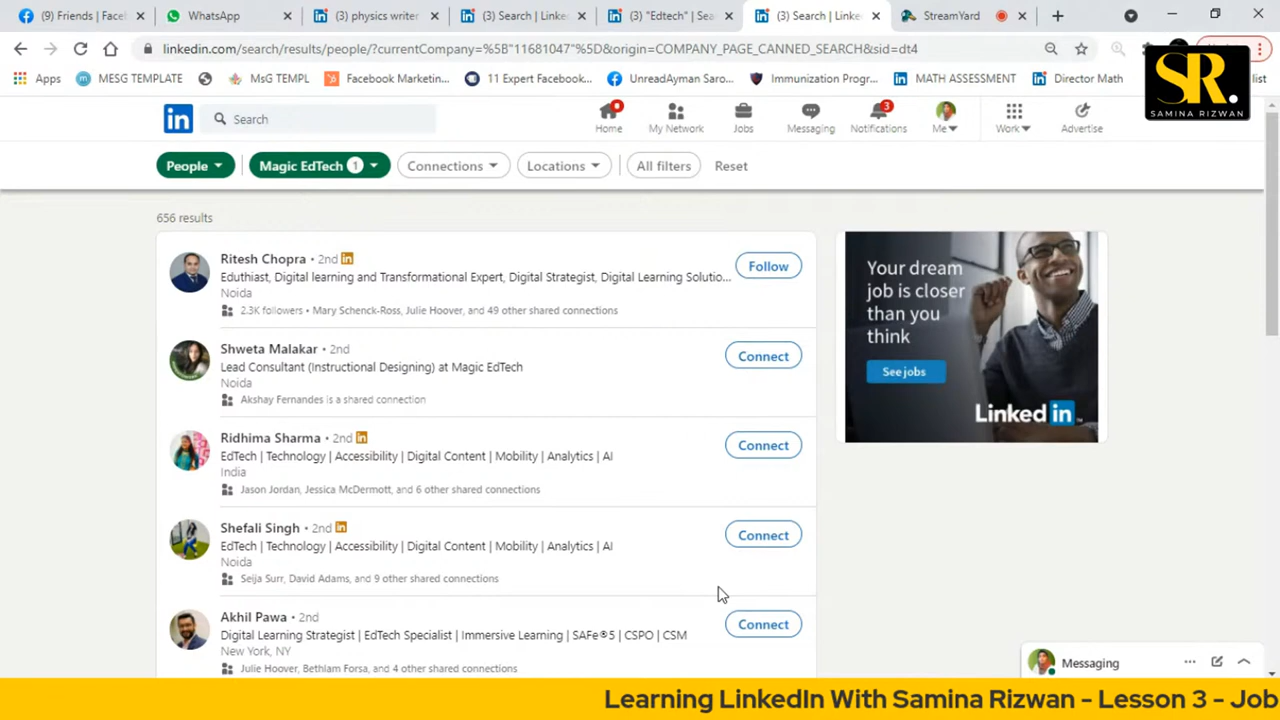 (9) Friends | Faceb
WhatsApp
(3) physics writer
(3) Search | Linke
(3) "Edtech" | Sea
(3) Search | Linke
StreamYard
linkedin.com/search/results/people/?currentCompany=%5B"11681047"%5D&origin=COMPANY_PAGE_CANNED_SEARCH&sid=dt4
Apps
MESG TEMPLATE
MsG TEMPL
Facebook Marketin...
11 Expert Facebook...
UnreadAyman Saro...
Immunization Progr...
MATH ASSESSMENT
Director Math
list
SR.
SAMINA RIZWAN
in
Search
Home
My Network
Jobs
Messaging
3
Notifications
Me
Work
Advertise
People
Magic EdTech 1
Connections
Locations
All filters
Reset
656 results
Ritesh Chopra • 2nd in
Eduthiast, Digital learning and Transformational Expert, Digital Strategist, Digital Learning Solutio...
Noida
2.3K followers • Mary Schenck-Ross, Julie Hoover, and 49 other shared connections
Follow
Shweta Malakar • 2nd
Lead Consultant (Instructional Designing) at Magic EdTech
Noida
Akshay Fernandes is a shared connection
Connect
Ridhima Sharma • 2nd in
EdTech | Technology | Accessibility | Digital Content | Mobility | Analytics | AI
India
Jason Jordan, Jessica McDermott, and 6 other shared connections
Connect
Shefali Singh • 2nd in
EdTech | Technology | Accessibility | Digital Content | Mobility | Analytics | AI
Noida
Seija Surr, David Adams, and 9 other shared connections
Connect
Akhil Pawa • 2nd
Digital Learning Strategist | EdTech Specialist | Immersive Learning | SAFe®5 | CSPO | CSM
New York, NY
Julie Hoover, Bethlam Forsa, and 4 other shared connections
Connect
Your dream
job is closer
than you
think
See jobs
Linked in
Messaging
Learning LinkedIn With Samina Rizwan - Lesson 3 - Job